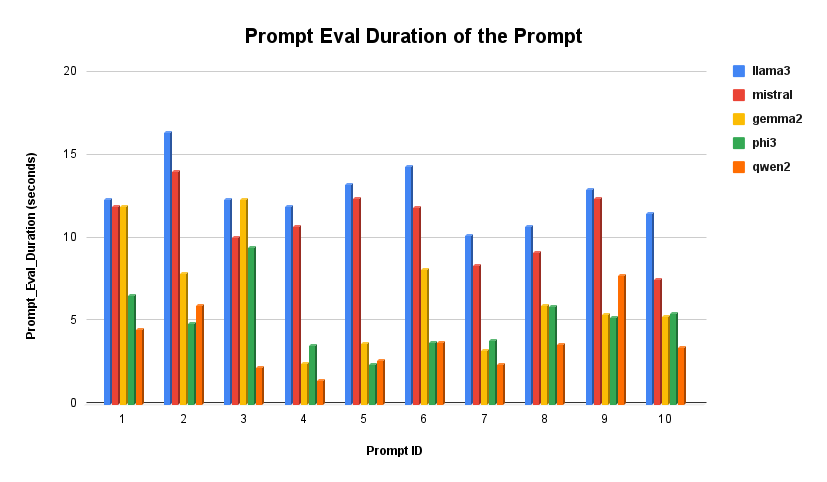 Prompt Eval Duration of the Prompt
20
15
10
5
0
Prompt_Eval_Duration (seconds)
1 2 3 4 5 6 7 8 9 10
Prompt ID
llama3
mistral
gemma2
phi3
qwen2